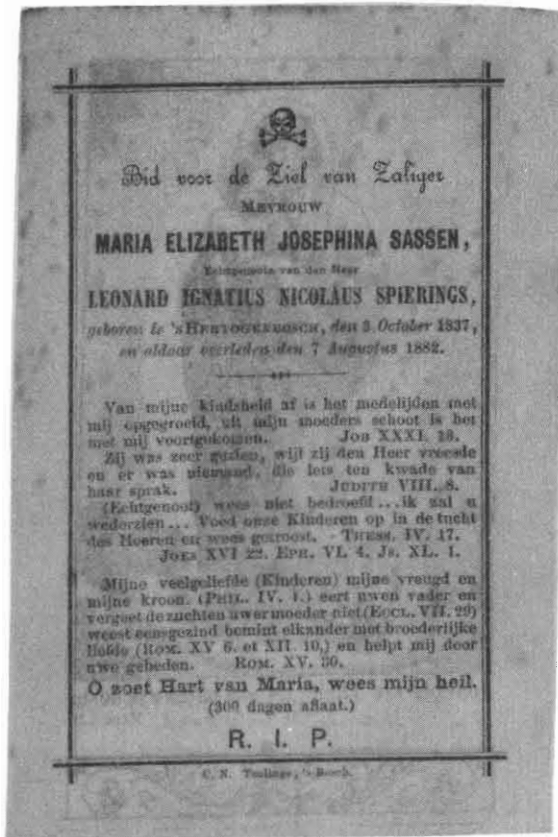 Bid voor de Ziel van Zaliger
MEVROUW
MARIA ELIZABETH JOSEPHINA SASSEN,
Echtgenoote van den Heer
LEONARD IGNATIUS NICOLAUS SPIERINGS,
geboren te 'sHERTOGENBOSCH, den 3 October 1837,
en aldaar overleden den 7 Augustus 1882.
Van mijne kindsheid af is het medelijden met
mij opgegroeid, uit mijn moeders schoot is het
met mij voortgekomen. JOB XXXI. 18.
Zij was zeer gezien, wijl zij den Heer vreesde
en er was niemand, die iets ten kwade van
haar sprak. JUDITH VIII. 8.
(Echtgenoot) wees niet bedroefd...ik zal u
wederzien... Voed onze Kinderen op in de tucht
des Heeren en wees getroost. THESS. IV. 17.
JOES XVI 22. EPH. VI. 4. JS. XL. 1.
Mijne veelgeliefde (Kinderen) mijne vreugd en
mijne kroon. (PHIL. IV. 1.) eert uwen vader en
vergeet de zuchten uwer moeder niet (ECCL. VII. 29)
weest eensgezind bemint elkander met broederlijke
liefde (ROM. XV 6. et XII. 10,) en helpt mij door
uwe gebeden. ROM. XV. 30.
O zoet Hart van Maria, wees mijn heil.
(300 dagen aflaat.)
R. I. P.
C. N. Teulings, 's Bosch.